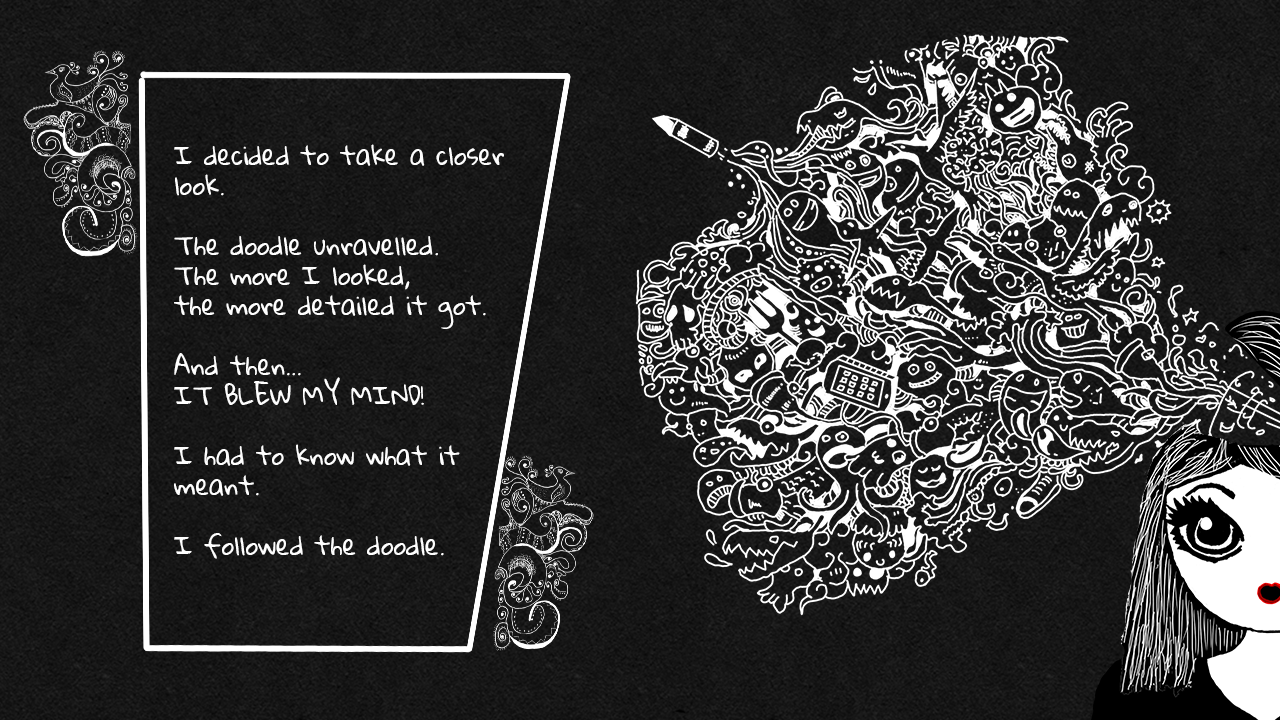 I decided to take a closer
look.
The doodle unravelled.
The more I looked,
the more detailed it got.
And then...
IT BLEW MY MIND!
I had to know what it
meant.
I followed the doodle.